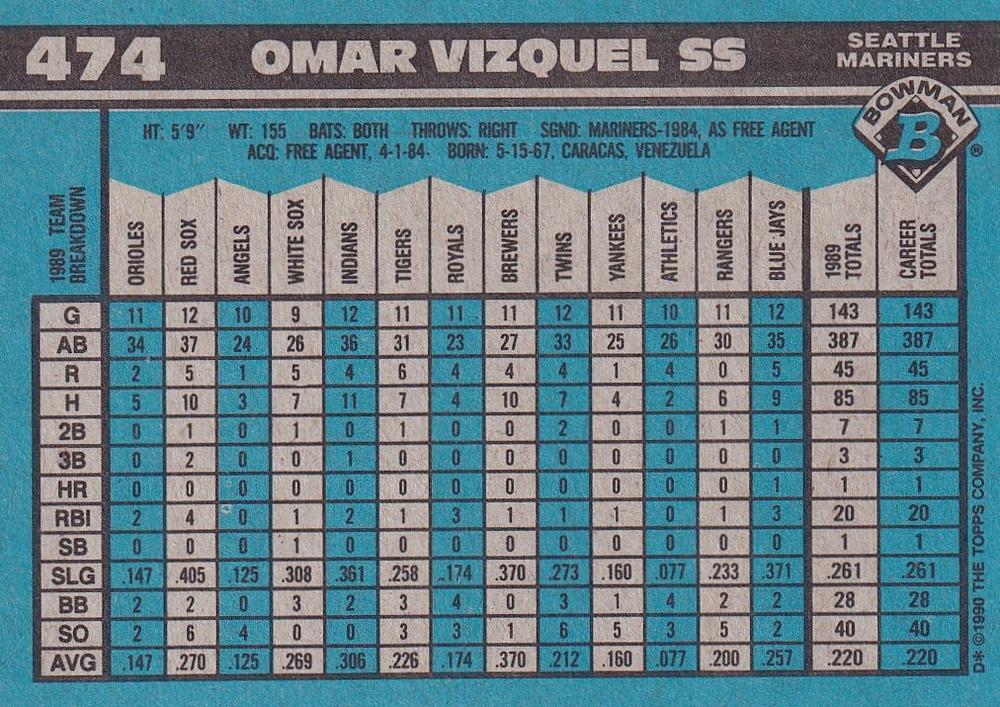 474 OMAR VIZQUEL SS SEATTLE MARINERS
BOWMAN B ®
HT: 5'9" WT: 155 BATS: BOTH THROWS: RIGHT SGND: MARINERS-1984, AS FREE AGENT
ACQ: FREE AGENT, 4-1-84 BORN: 5-15-67, CARACAS, VENEZUELA
1989 TEAM BREAKDOWN ORIOLES RED SOX ANGELS WHITE SOX INDIANS TIGERS ROYALS BREWERS TWINS YANKEES ATHLETICS RANGERS BLUE JAYS 1989 TOTALS CAREER TOTALS
G 11 12 10 9 12 11 11 11 12 11 10 11 12 143 143
AB 34 37 24 26 36 31 23 27 33 25 26 30 35 387 387
R 2 5 1 5 4 6 4 4 4 1 4 0 5 45 45
H 5 10 3 7 11 7 4 10 7 4 2 6 9 85 85
2B 0 1 0 1 0 1 0 0 2 0 0 1 1 7 7
3B 0 2 0 0 1 0 0 0 0 0 0 0 0 3 3
HR 0 0 0 0 0 0 0 0 0 0 0 0 1 1 1
RBI 2 4 0 1 2 1 3 1 1 1 0 1 3 20 20
SB 0 0 0 1 0 0 0 0 0 0 0 0 0 1 1
SLG .147 .405 .125 .308 .361 .258 .174 .370 .273 .160 .077 .233 .371 .261 .261
BB 2 2 0 3 2 3 4 0 3 1 4 2 2 28 28
SO 2 6 4 0 0 3 3 1 6 5 3 5 2 40 40
AVG .147 .270 .125 .269 .306 .226 .174 .370 .212 .160 .077 .200 .257 .220 .220
D* ©1990 THE TOPPS COMPANY, INC.